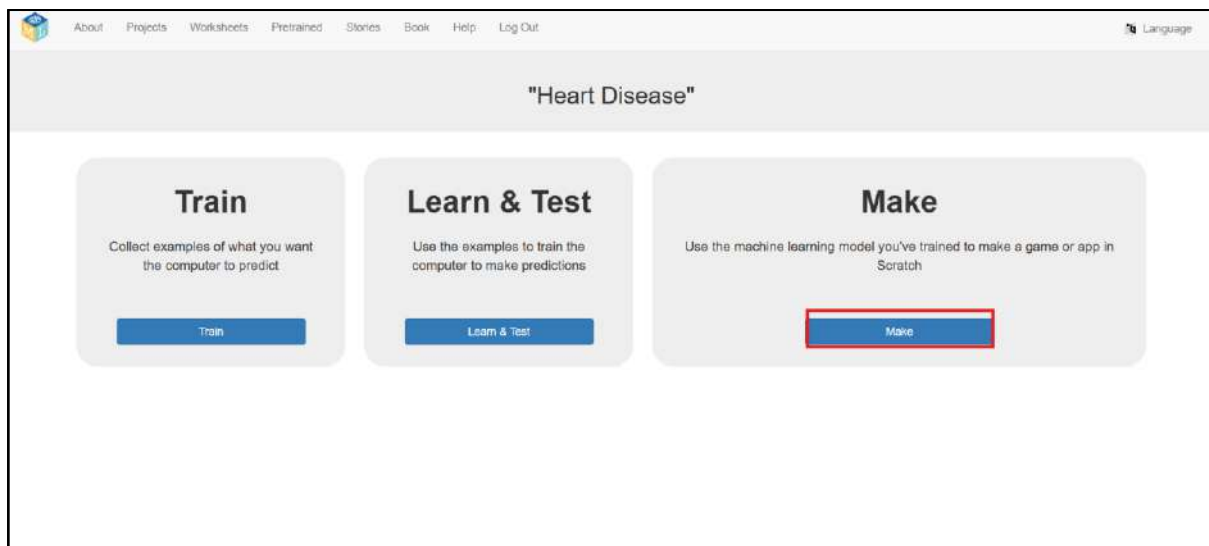 About Projects Worksheets Pretrained Stories Book Help Log Out Language
"Heart Disease"
Train
Collect examples of what you want
the computer to predict
Train
Learn & Test
Use the examples to train the
computer to make predictions
Learn & Test
Make
Use the machine learning model you've trained to make a game or app in
Scratch
Make